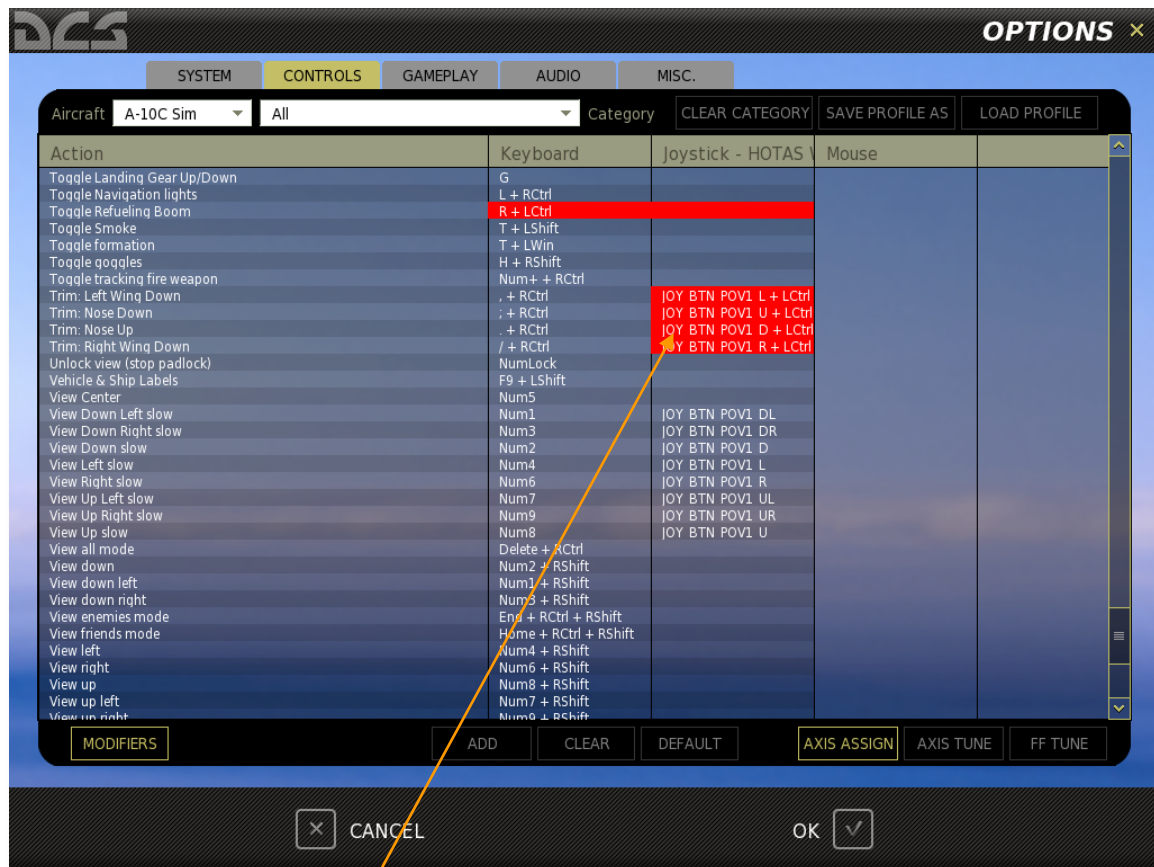 DCS
OPTIONS
SYSTEM CONTROLS GAMEPLAY AUDIO MISC.
Aircraft A-10C Sim All Category CLEAR CATEGORY SAVE PROFILE AS LOAD PROFILE
Action Keyboard Joystick - HOTAS Mouse
Toggle Landing Gear Up/Down G
Toggle Navigation lights L + RCtrl
Toggle Refueling Boom R + LCtrl
Toggle Smoke T + LShift
Toggle formation T + LWin
Toggle goggles H + RShift
Toggle tracking fire weapon Num+ + RCtrl
Trim: Left Wing Down , + RCtrl JOY BTN POV1 L + LCtrl
Trim: Nose Down ; + RCtrl JOY BTN POV1 U + LCtrl
Trim: Nose Up . + RCtrl JOY BTN POV1 D + LCtrl
Trim: Right Wing Down / + RCtrl JOY BTN POV1 R + LCtrl
Unlock view (stop padlock) NumLock
Vehicle & Ship Labels F9 + LShift
View Center Num5
View Down Left slow Num1 JOY BTN POV1 DL
View Down Right slow Num3 JOY BTN POV1 DR
View Down slow Num2 JOY BTN POV1 D
View Left slow Num4 JOY BTN POV1 L
View Right slow Num6 JOY BTN POV1 R
View Up Left slow Num7 JOY BTN POV1 UL
View Up Right slow Num9 JOY BTN POV1 UR
View Up slow Num8 JOY BTN POV1 U
View all mode Delete + RCtrl
View down Num2 + RShift
View down left Num1 + RShift
View down right Num3 + RShift
View enemies mode End + RCtrl + RShift
View friends mode Home + RCtrl + RShift
View left Num4 + RShift
View right Num6 + RShift
View up Num8 + RShift
View up left Num7 + RShift
View up right Num9 + RShift
MODIFIERS ADD CLEAR DEFAULT AXIS ASSIGN AXIS TUNE FF TUNE
CANCEL OK